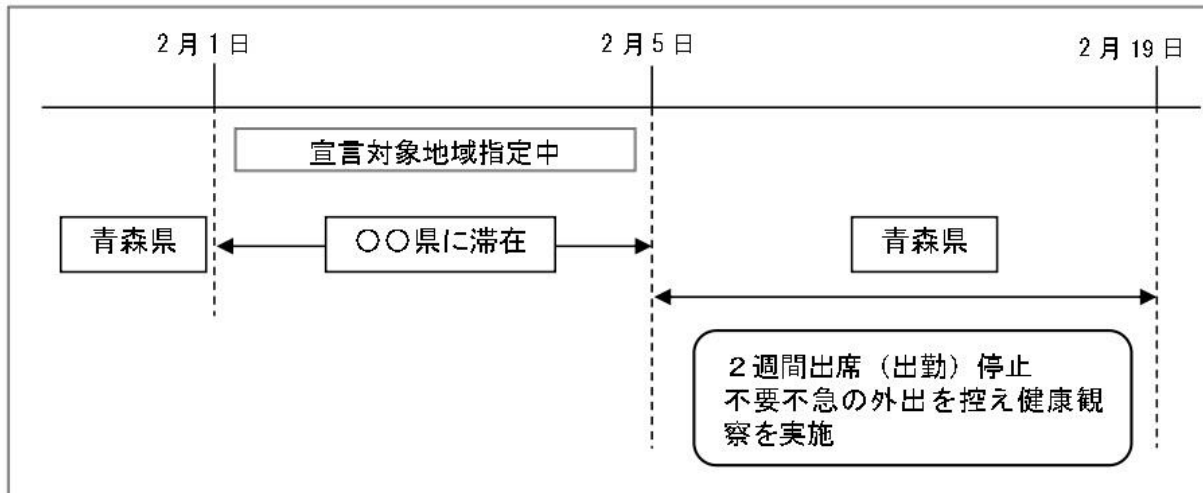 2月1日
2月5日
2月19日
宣言対象地域指定中
青森県
〇〇県に滞在
青森県
2週間出席（出勤）停止
不要不急の外出を控え健康観
察を実施